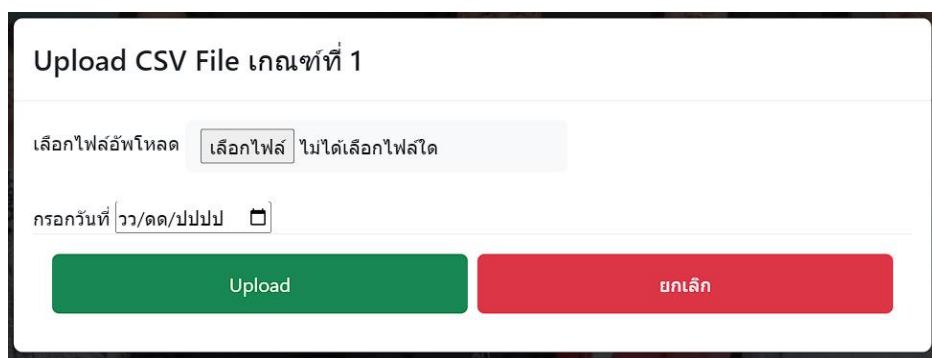 Upload CSV File เกณฑ์ที่ 1
เลือกไฟล์อัพโหลด เลือกไฟล์ ไม่ได้เลือกไฟล์ใด
กรอกวันที่ วว/ดด/ปปปป
Upload ยกเลิก